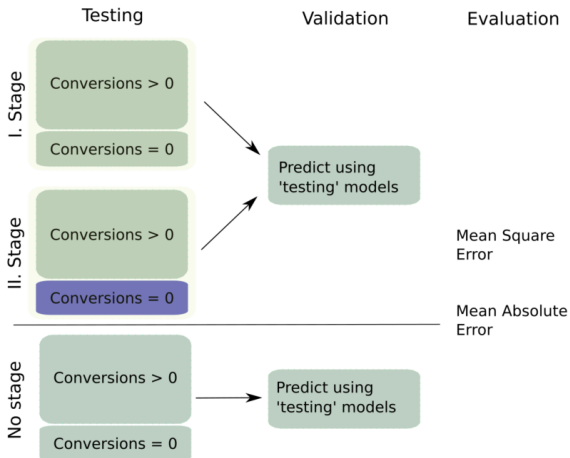 Testing
Validation
Evaluation
I. Stage
Conversions > 0
Conversions = 0
Predict using
'testing' models
II. Stage
Conversions > 0
Conversions = 0
Mean Square
Error
Mean Absolute
Error
No stage
Conversions > 0
Conversions = 0
Predict using
'testing' models